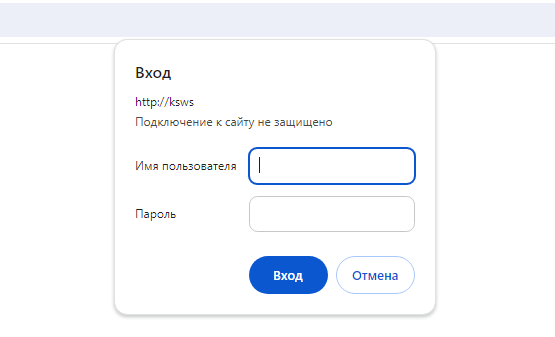 Вход
http://ksws
Подключение к сайту не защищено
Имя пользователя
Пароль
Вход Отмена